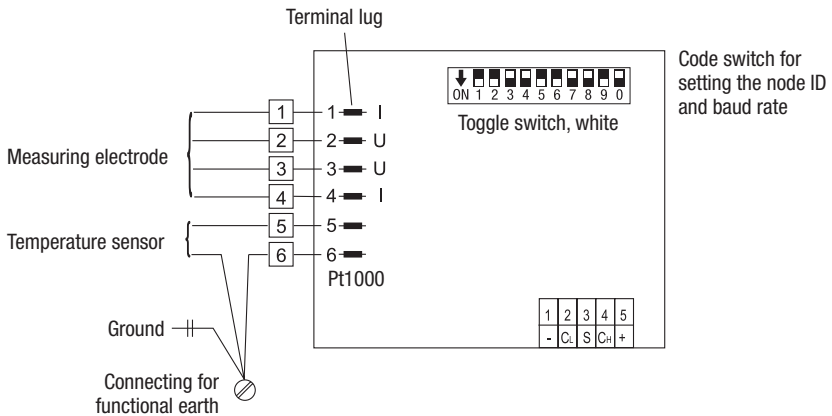 Terminal lug
Code switch for
setting the node ID
and baud rate
ON 1 2 3 4 5 6 7 8 9 0
Toggle switch, white
Measuring electrode
1 1 I
2 2 U
3 3 U
4 4 I
Temperature sensor
5 5
6 6
Pt1000
Ground
Connecting for
functional earth
1 2 3 4 5
- CL S CH +